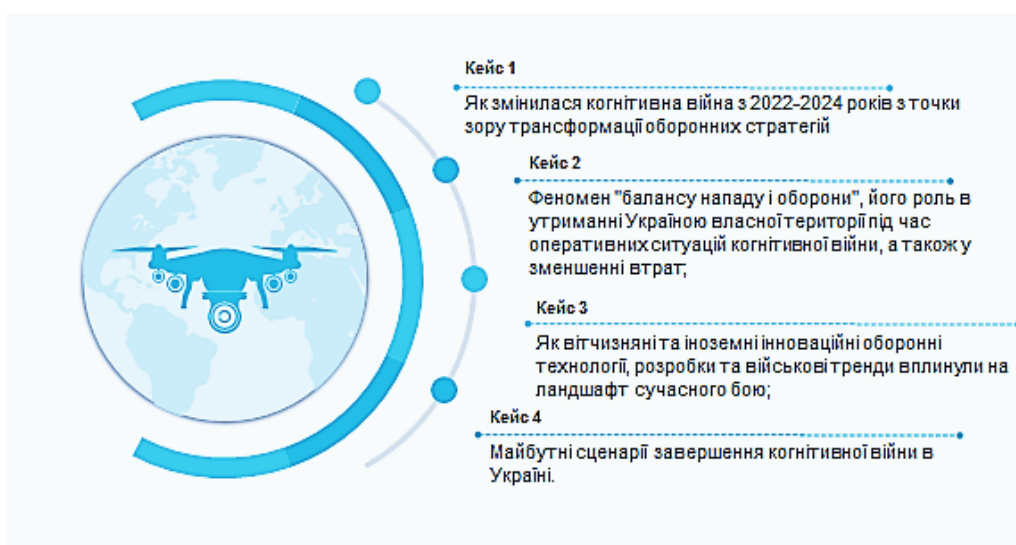 Кейс 1
Як змінилася когнітивна війна з 2022-2024 років з точки
зору трансформації оборонних стратегій
Кейс 2
Феномен "балансу нападу і оборони", його роль в
утриманні Україною власної території під час
оперативних ситуацій когнітивної війни, а також у
зменшенні втрат;
Кейс 3
Як вітчизняні та іноземні інноваційні оборонні
технології, розробки та військові тренди вплинули на
ландшафт сучасного бою;
Кейс 4
Майбутні сценарії завершення когнітивної війни в
Україні.